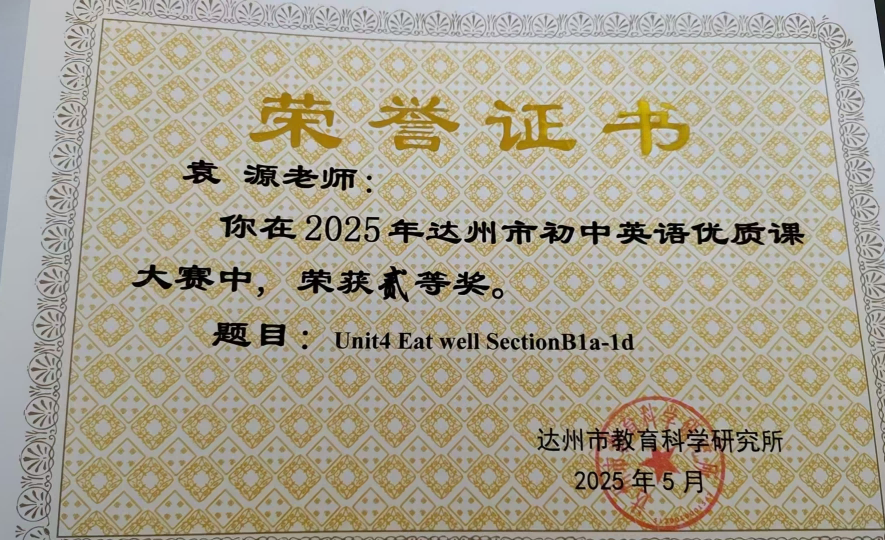 荣誉证书
袁 源老师：
你在2025年达州市初中英语优质课
大赛中，荣获贰等奖。
题目：Unit4 Eat well SectionB1a-1d
达州市教育科学研究所
2025年5月